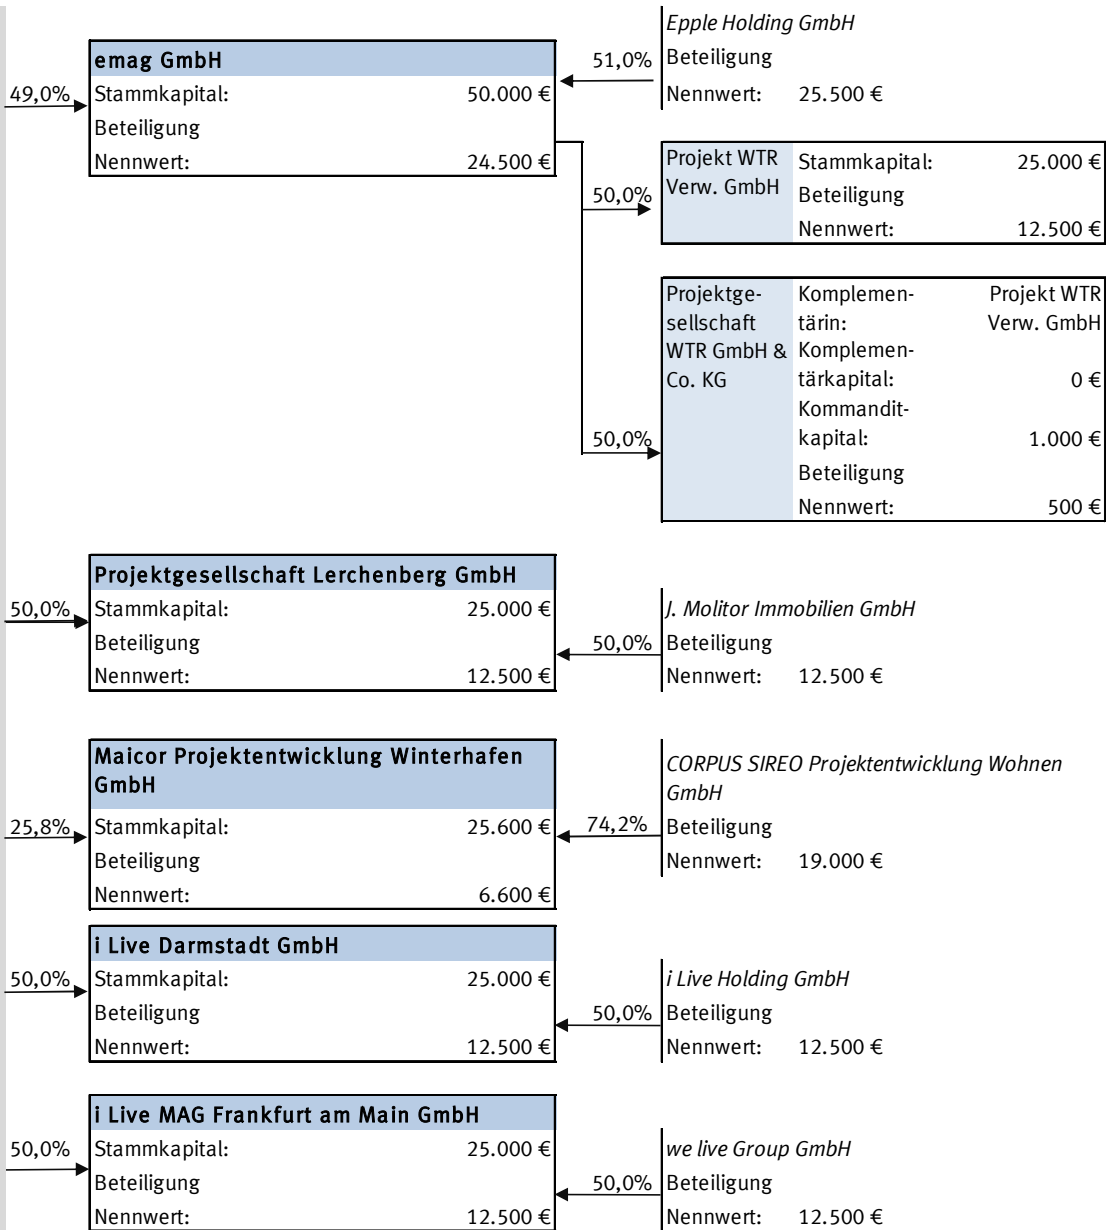 Epple Holding GmbH
emag GmbH
51,0% Beteiligung
49,0% Stammkapital: 50.000 €
Nennwert: 25.500 €
Beteiligung
Nennwert: 24.500 €
Projekt WTR Verw. GmbH
Stammkapital: 25.000 €
50,0% Beteiligung
Nennwert: 12.500 €
Projektge-
sellschaft
WTR GmbH &
Co. KG
Komplemen- Projekt WTR
tärin: Verw. GmbH
Komplemen-
tärkapital: 0 €
Kommandit-
50,0% kapital: 1.000 €
Beteiligung
Nennwert: 500 €
Projektgesellschaft Lerchenberg GmbH
50,0% Stammkapital: 25.000 €
Beteiligung
Nennwert: 12.500 €
J. Molitor Immobilien GmbH
50,0% Beteiligung
Nennwert: 12.500 €
Maicor Projektentwicklung Winterhafen
GmbH
25,8% Stammkapital: 25.600 €
Beteiligung
Nennwert: 6.600 €
CORPUS SIREO Projektentwicklung Wohnen
GmbH
74,2% Beteiligung
Nennwert: 19.000 €
i Live Darmstadt GmbH
50,0% Stammkapital: 25.000 €
Beteiligung
Nennwert: 12.500 €
i Live Holding GmbH
50,0% Beteiligung
Nennwert: 12.500 €
i Live MAG Frankfurt am Main GmbH
50,0% Stammkapital: 25.000 €
Beteiligung
Nennwert: 12.500 €
we live Group GmbH
50,0% Beteiligung
Nennwert: 12.500 €